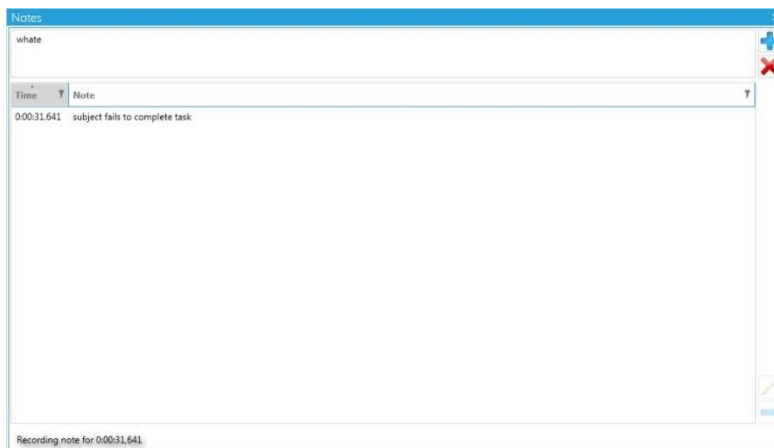 Notes
whate
Time Note
0:00:31.641 subject fails to complete task
Recording note for 0:00:31,641